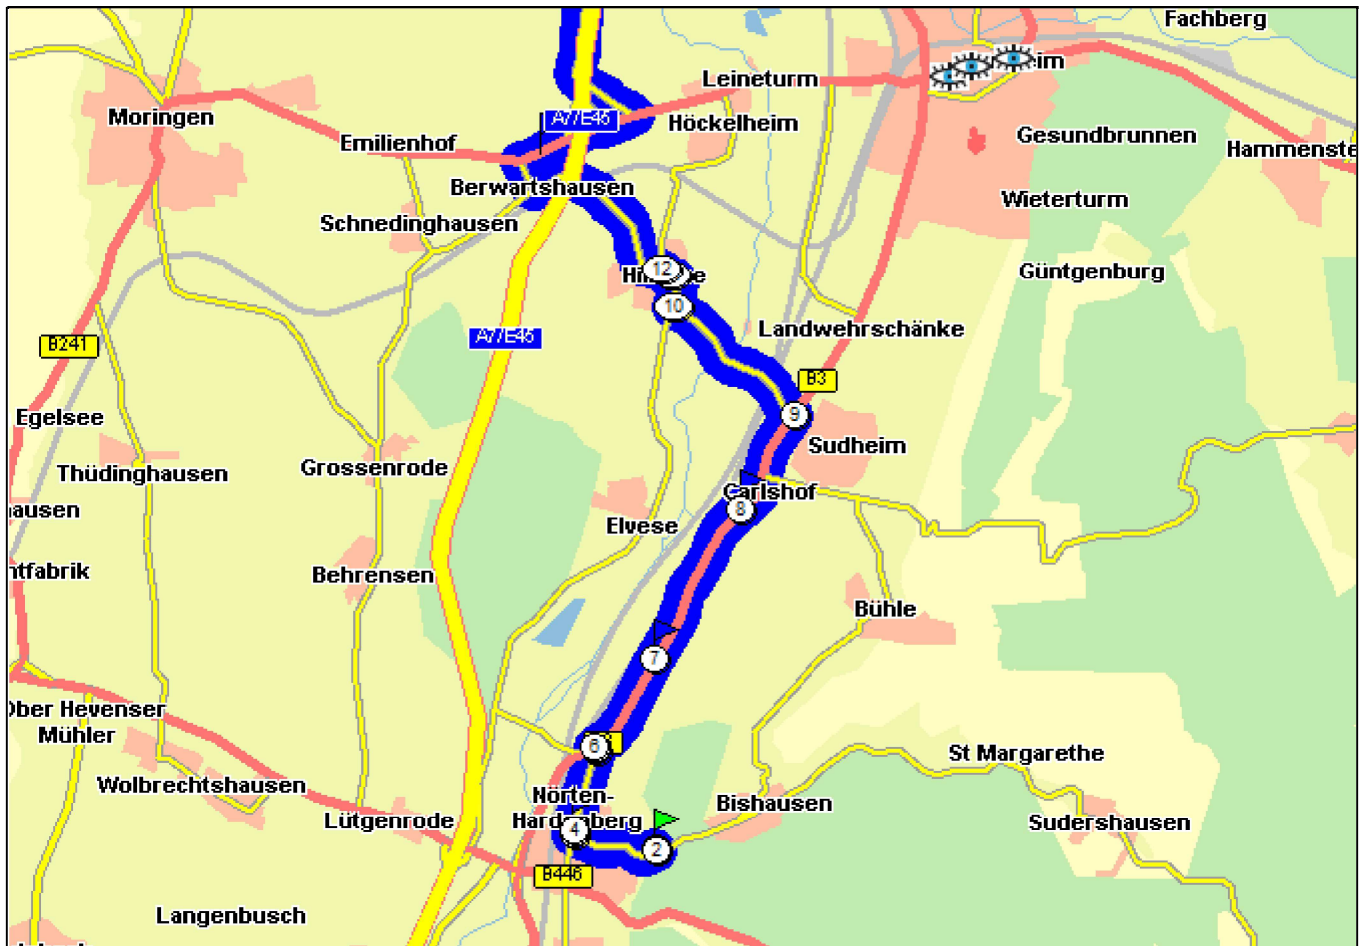 Fachberg
Leineturm
Moringen
A7/E45
Höckelheim
Emilienhof
Gesundbrunnen
Hammenste
Berwartshausen
Wieterturm
Schnedinghausen
12
Güntgenburg
10
Landwehrschänke
A7/E45
B241
B3
Egelsee
9
Sudheim
Thüdinghausen
Grossenrode
Carlshof
8
ausen
Elvese
ntfabrik
Behrensen
Bühle
7
Ober Hevenser
Mühler
6
St Margarethe
Wolbrechtshausen
Nörten-
Hardenberg
Bishausen
Lütgenrode
4
Sudershausen
2
B446
Langenbusch